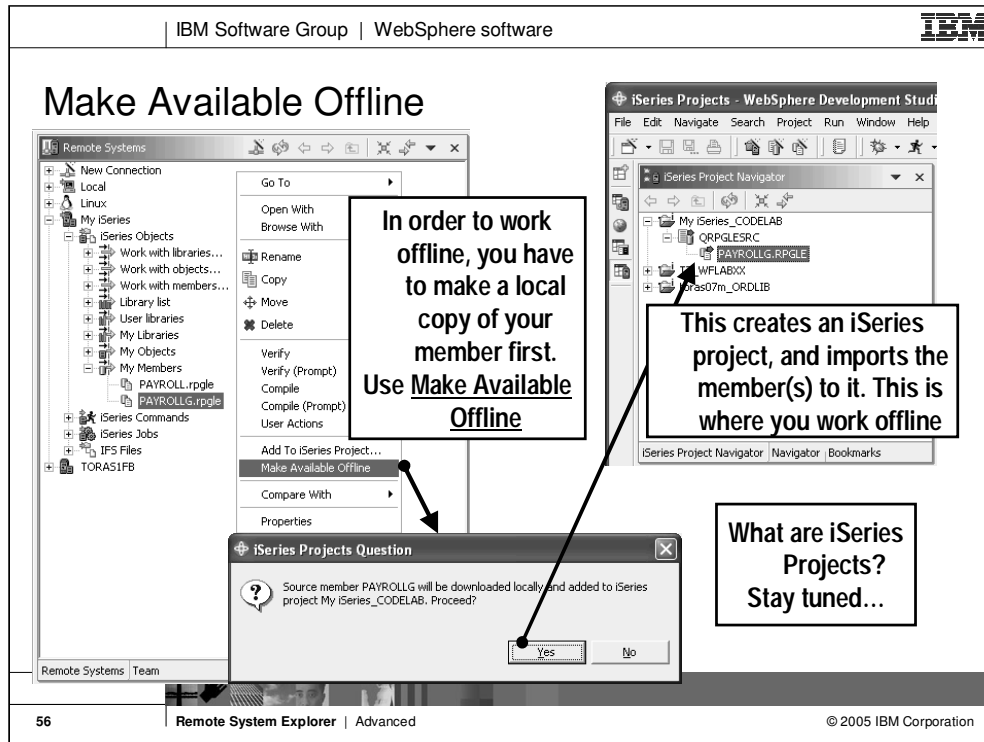 IBM Software Group | WebSphere software
IBM
Make Available Offline
Remote Systems
New Connection
Local
Linux
My iSeries
iSeries Objects
Work with libraries...
Work with objects...
Work with members...
Library list
User libraries
My Libraries
My Objects
My Members
PAYROLL.rpgle
PAYROLLG.rpgle
iSeries Commands
iSeries Jobs
IFS Files
TORAS1FB
Remote Systems Team
Go To
Open With
Browse With
Rename
Copy
Move
Delete
Verify
Verify (Prompt)
Compile
Compile (Prompt)
User Actions
Add To iSeries Project...
Make Available Offline
Compare With
Properties
In order to work
offline, you have
to make a local
copy of your
member first.
Use Make Available
Offline
iSeries Projects - WebSphere Development Studi
File Edit Navigate Search Project Run Window Help
iSeries Project Navigator
My iSeries_CODELAB
QRPGLESRC
PAYROLLG.RPGLE
WFLABXX
toras07m_ORDLIB
This creates an iSeries
project, and imports the
member(s) to it. This is
where you work offline
iSeries Project Navigator Navigator Bookmarks
iSeries Projects Question
Source member PAYROLLG will be downloaded locally and added to iSeries
project My iSeries_CODELAB. Proceed?
Yes No
What are iSeries
Projects?
Stay tuned...
56
Remote System Explorer | Advanced
© 2005 IBM Corporation